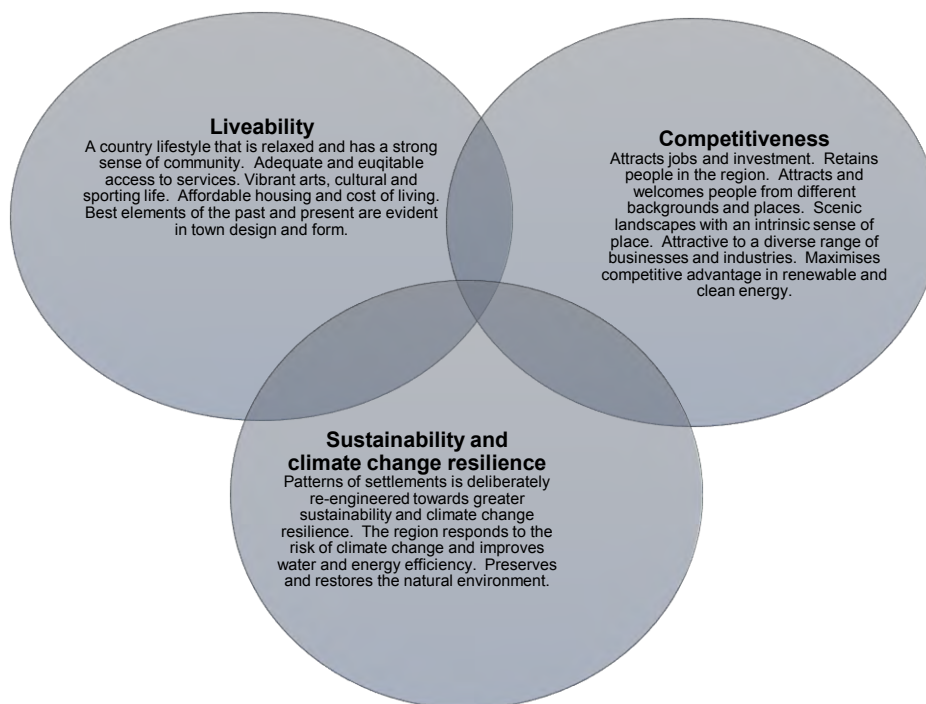 Liveability
A country lifestyle that is relaxed and has a strong
sense of community.  Adequate and euqitable
access to services. Vibrant arts, cultural and
sporting life.  Affordable housing and cost of living.
Best elements of the past and present are evident
in town design and form.
Competitiveness
Attracts jobs and investment.  Retains
people in the region.  Attracts and
welcomes people from different
backgrounds and places.  Scenic
landscapes with an intrinsic sense of
place.  Attractive to a diverse range of
businesses and industries.  Maximises
competitive advantage in renewable and
clean energy.
Sustainability and
climate change resilience
Patterns of settlements is deliberately
re-engineered towards greater
sustainability and climate change
resilience.  The region responds to the
risk of climate change and improves
water and energy efficiency.  Preserves
and restores the natural environment.